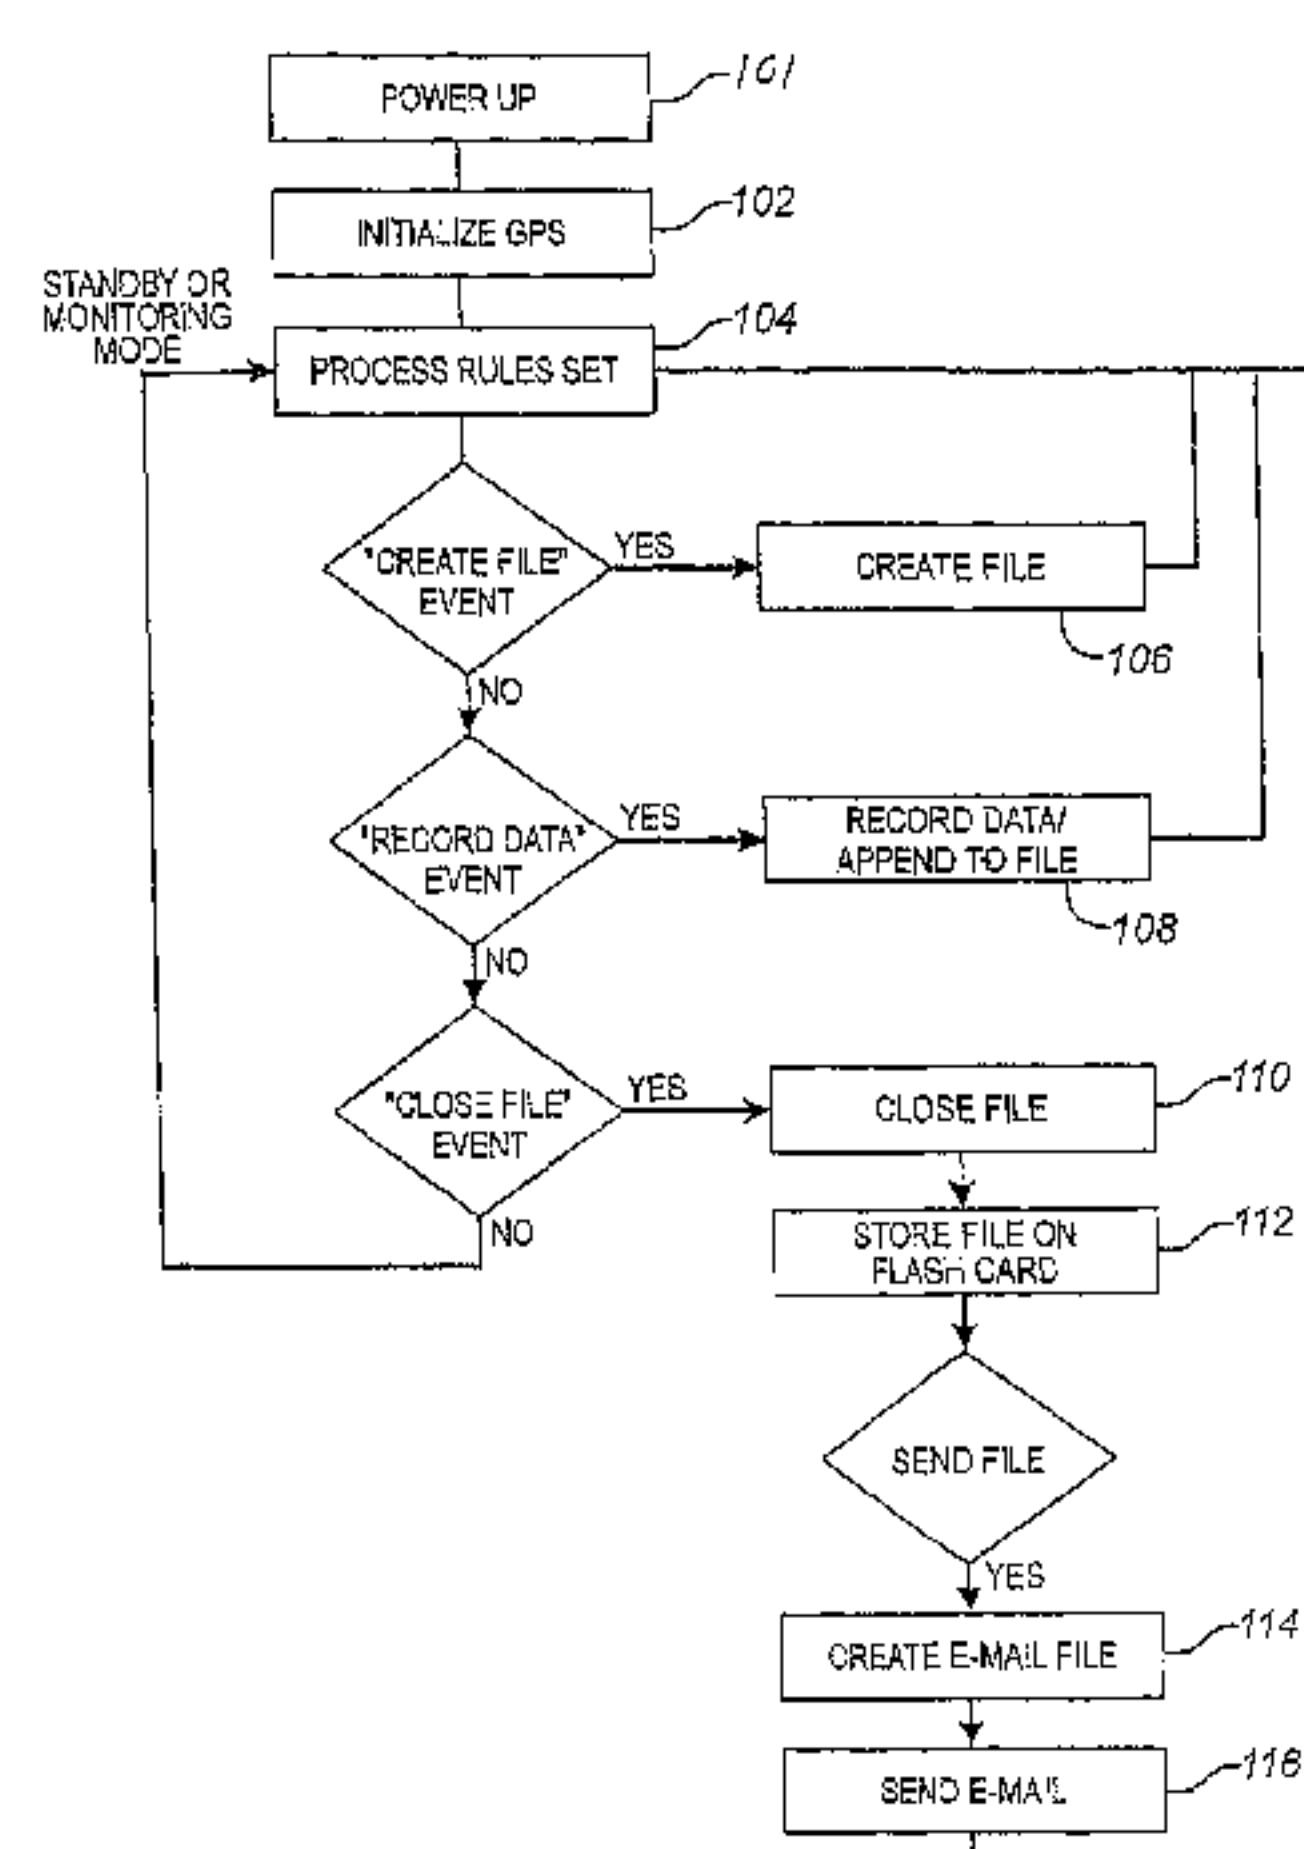 POWER UP
101
INITIALIZE GPS
102
STANDBY OR
MONITORING
MODE
PROCESS RULES SET
104
"CREATE FILE"
EVENT
YES
CREATE FILE
106
NO
"RECORD DATA"
EVENT
YES
RECORD DATA/
APPEND TO FILE
108
NO
"CLOSE FILE"
EVENT
YES
CLOSE FILE
110
NO
STORE FILE ON
FLASH CARD
112
SEND FILE
YES
CREATE E-MAIL FILE
114
SEND E-MAIL
116